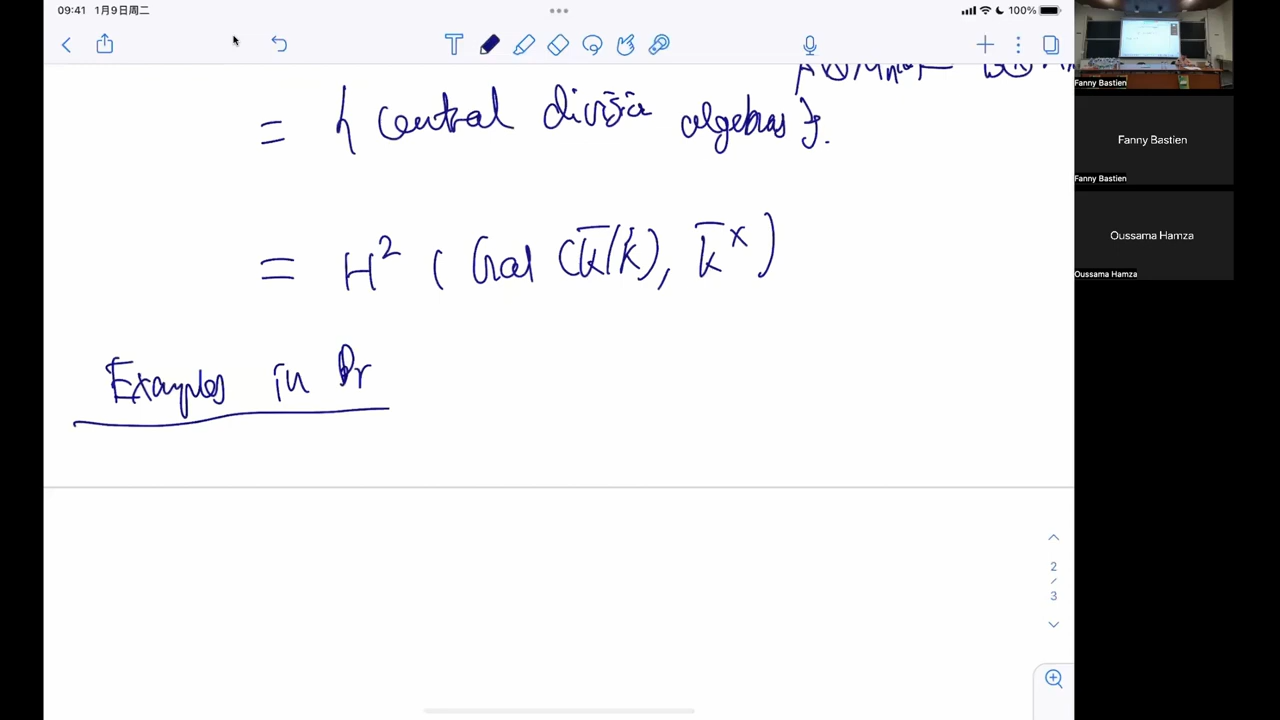 09:41 1月9日周二
100%
Fanny Bastien
= { central division algebras }.
Fanny Bastien
Fanny Bastien
= H² ( Gal (k̄/k), k̄^× )
Oussama Hamza
Oussama Hamza
Examples in Br
2
/
3